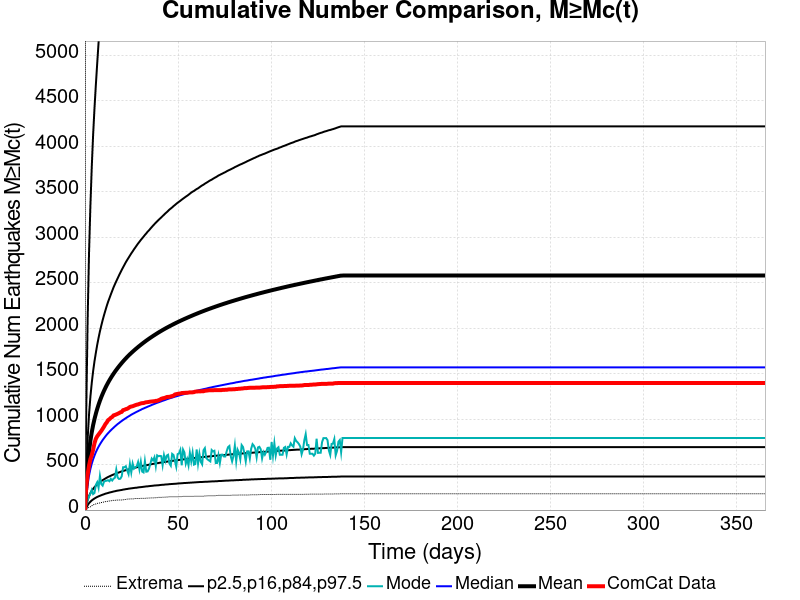 Cumulative Number Comparison, M≥Mc(t)
Cumulative Num Earthquakes M≥Mc(t)
5000
4500
4000
3500
3000
2500
2000
1500
1000
500
0
0 50 100 150 200 250 300 350
Time (days)
Extrema p2.5,p16,p84,p97.5 Mode Median Mean ComCat Data